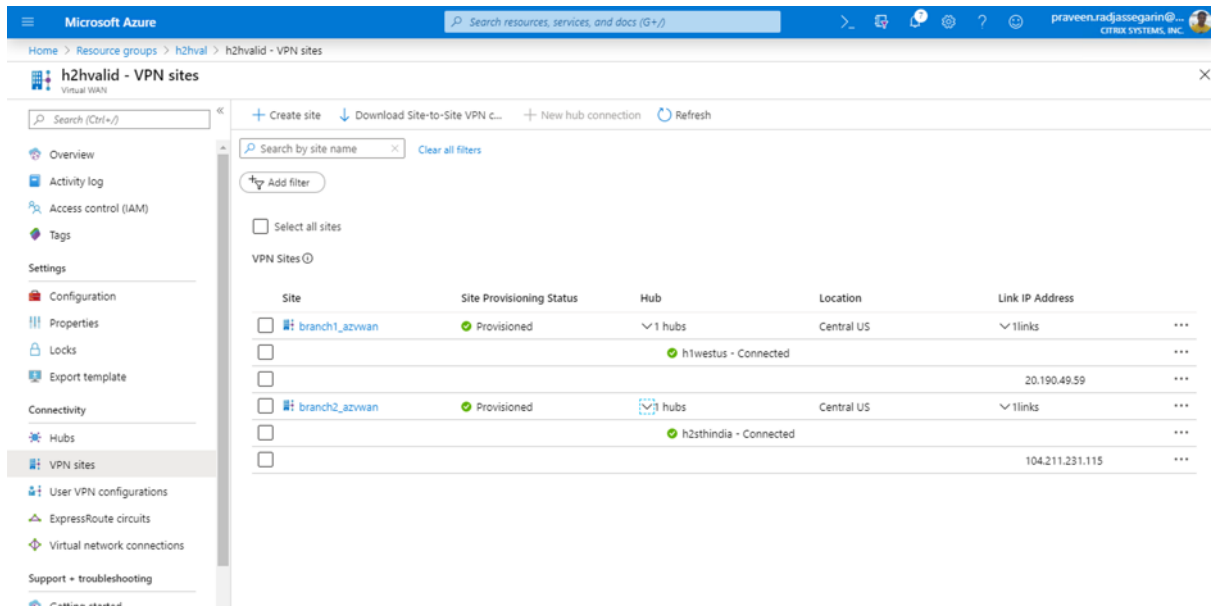 Microsoft Azure
Search resources, services, and docs (G+/)
7
praveen.radjassegarin@...
CITRIX SYSTEMS, INC.
Home > Resource groups > h2hval > h2hvalid - VPN sites
h2hvalid - VPN sites
Virtual WAN
Search (Ctrl+/)
Overview
Activity log
Access control (IAM)
Tags
Settings
Configuration
Properties
Locks
Export template
Connectivity
Hubs
VPN sites
User VPN configurations
ExpressRoute circuits
Virtual network connections
Support + troubleshooting
Getting started
Create site Download Site-to-Site VPN c... New hub connection Refresh
Search by site name Clear all filters
Add filter
Select all sites
VPN Sites
Site Site Provisioning Status Hub Location Link IP Address
branch1_azvwan Provisioned 1 hubs Central US 1links
h1westus - Connected
20.190.49.59
branch2_azvwan Provisioned 1 hubs Central US 1links
h2sthindia - Connected
104.211.231.115